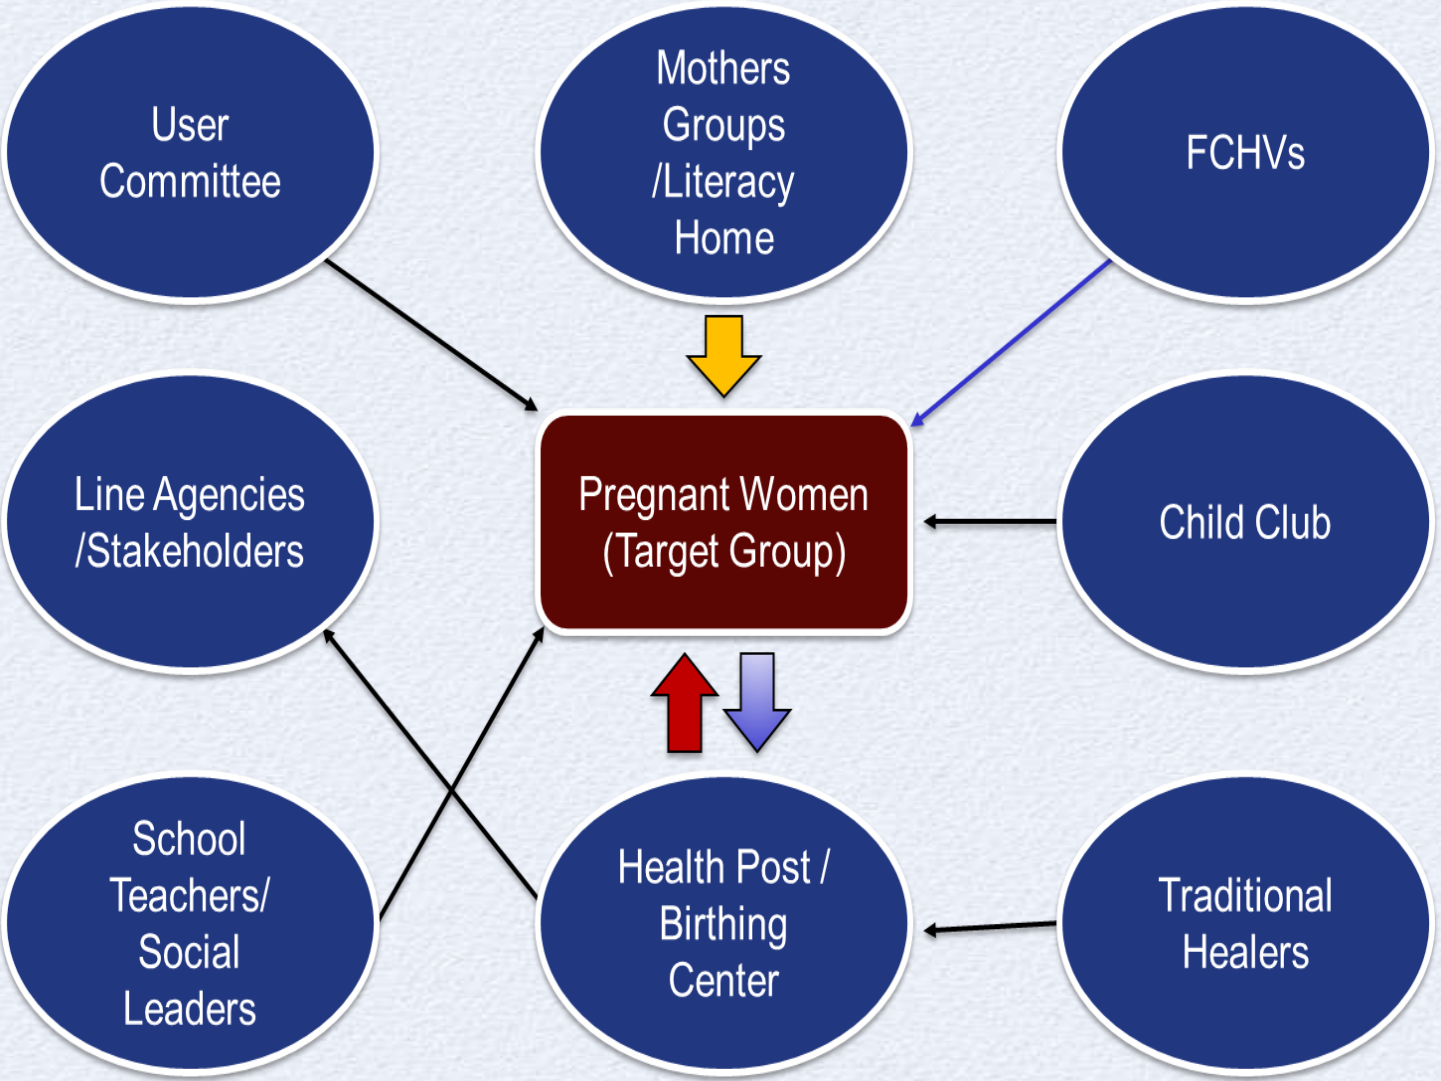 User
Committee
Mothers
Groups
/Literacy
Home
FCHVs
Line Agencies
/Stakeholders
Pregnant Women
(Target Group)
Child Club
School
Teachers/
Social
Leaders
Health Post /
Birthing
Center
Traditional
Healers